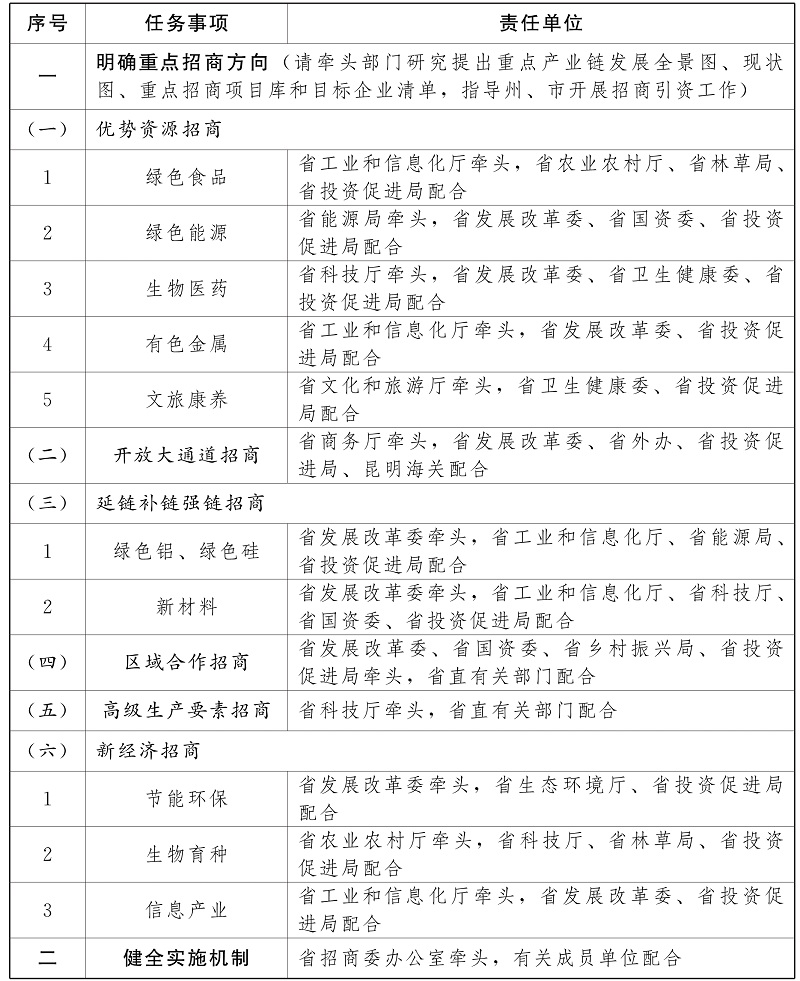 序号 任务事项 责任单位
一 明确重点招商方向（请牵头部门研究提出重点产业链发展全景图、现状
图、重点招商项目库和目标企业清单，指导州、市开展招商引资工作）
（一） 优势资源招商
1 绿色食品 省工业和信息化厅牵头，省农业农村厅、省林草局、
省投资促进局配合
2 绿色能源 省能源局牵头，省发展改革委、省国资委、省投资
促进局配合
3 生物医药 省科技厅牵头，省发展改革委、省卫生健康委、省
投资促进局配合
4 有色金属 省工业和信息化厅牵头，省发展改革委、省投资促
进局配合
5 文旅康养 省文化和旅游厅牵头，省卫生健康委、省投资促进
局配合
（二） 开放大通道招商 省商务厅牵头，省发展改革委、省外办、省投资促
进局、昆明海关配合
（三） 延链补链强链招商
1 绿色铝、绿色硅 省发展改革委牵头，省工业和信息化厅、省能源局、
省投资促进局配合
2 新材料 省发展改革委牵头，省工业和信息化厅、省科技厅、
省国资委、省投资促进局配合
（四） 区域合作招商 省发展改革委、省国资委、省乡村振兴局、省投资
促进局牵头，省直有关部门配合
（五） 高级生产要素招商 省科技厅牵头，省直有关部门配合
（六） 新经济招商
1 节能环保 省发展改革委牵头，省生态环境厅、省投资促进局
配合
2 生物育种 省农业农村厅牵头，省科技厅、省林草局、省投资
促进局配合
3 信息产业 省工业和信息化厅牵头，省发展改革委、省投资促
进局配合
二 健全实施机制 省招商委办公室牵头，有关成员单位配合